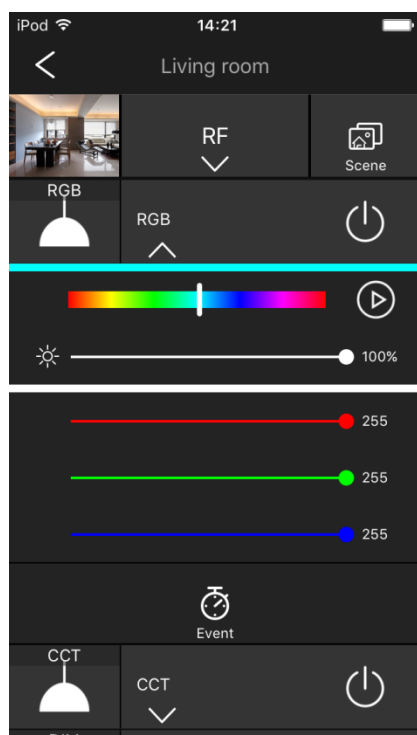 iPod 14:21
Living room
RF
Scene
RGB
RGB
100%
255
255
255
Event
CCT
CCT